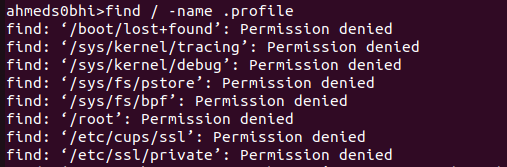 ahmeds0bhi>find / -name .profile
find: ‘/boot/lost+found’: Permission denied
find: ‘/sys/kernel/tracing’: Permission denied
find: ‘/sys/kernel/debug’: Permission denied
find: ‘/sys/fs/pstore’: Permission denied
find: ‘/sys/fs/bpf’: Permission denied
find: ‘/root’: Permission denied
find: ‘/etc/cups/ssl’: Permission denied
find: ‘/etc/ssl/private’: Permission denied